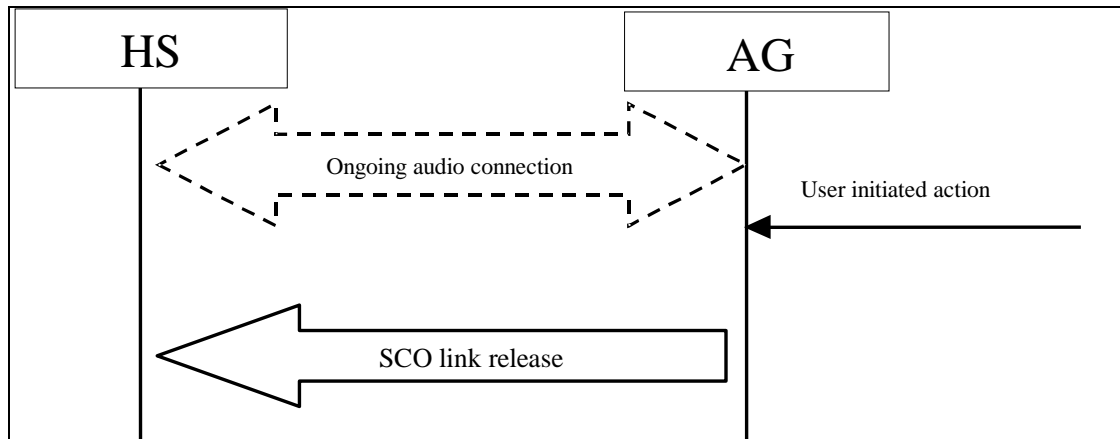 HS
AG
Ongoing audio connection
User initiated action
SCO link release